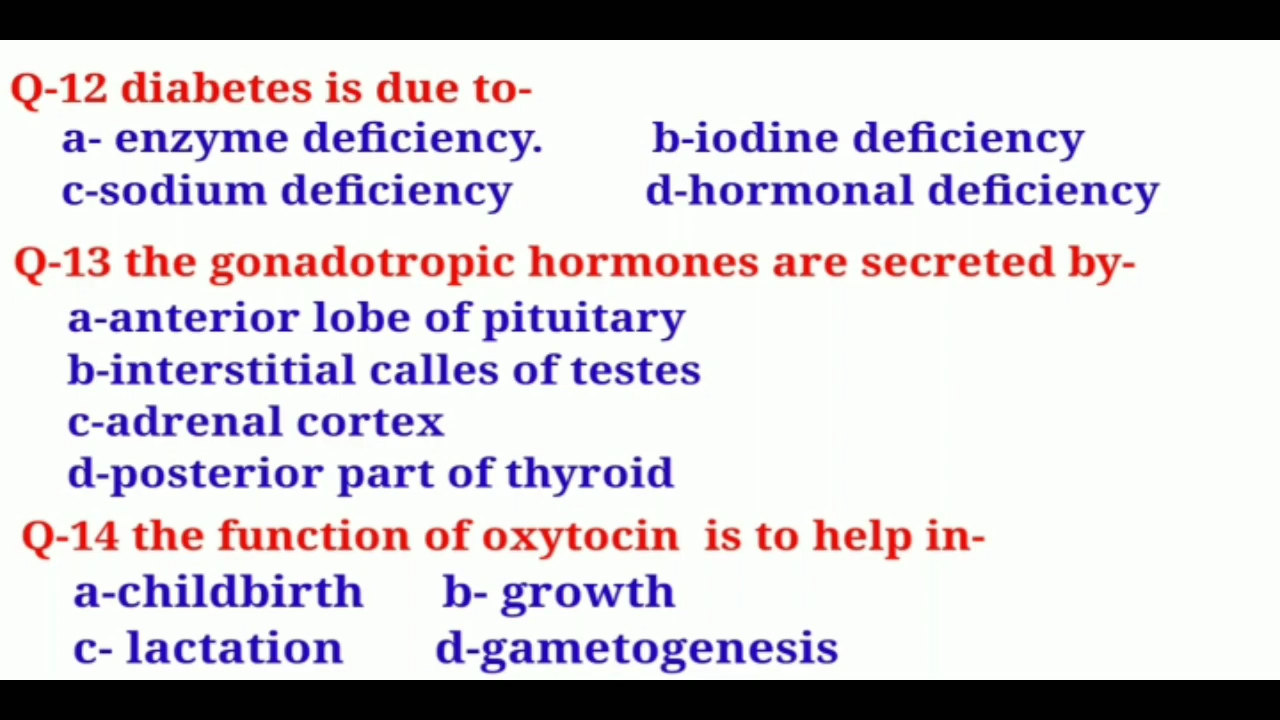 Q-12 diabetes is due to-
a- enzyme deficiency. b-iodine deficiency
c-sodium deficiency d-hormonal deficiency
Q-13 the gonadotropic hormones are secreted by-
a-anterior lobe of pituitary
b-interstitial calles of testes
c-adrenal cortex
d-posterior part of thyroid
Q-14 the function of oxytocin is to help in-
a-childbirth b- growth
c- lactation d-gametogenesis